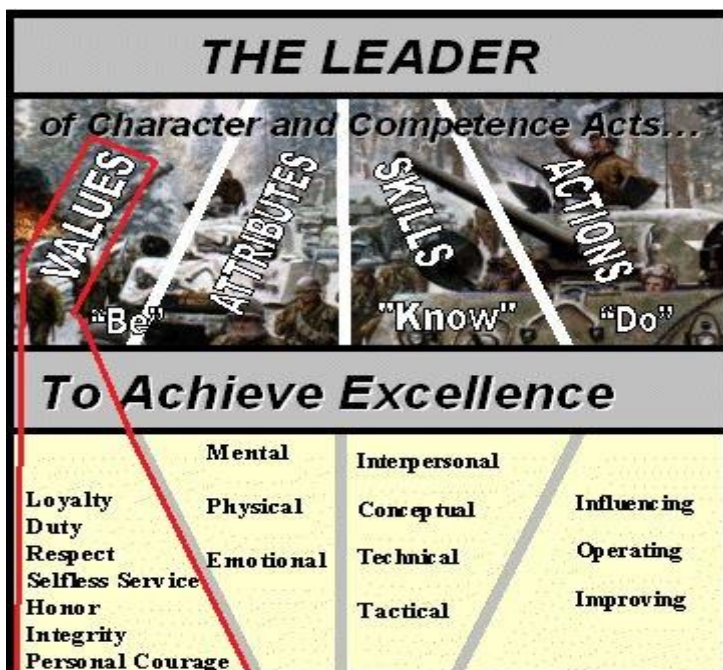 THE LEADER
of Character and Competence Acts...
VALUES
ATTRIBUTES
SKILLS
ACTIONS
“Be”
"Know"
“Do”
To Achieve Excellence
Loyalty
Duty
Respect
Selfless Service
Honor
Integrity
Personal Courage
Mental
Physical
Emotional
Interpersonal
Conceptual
Technical
Tactical
Influencing
Operating
Improving